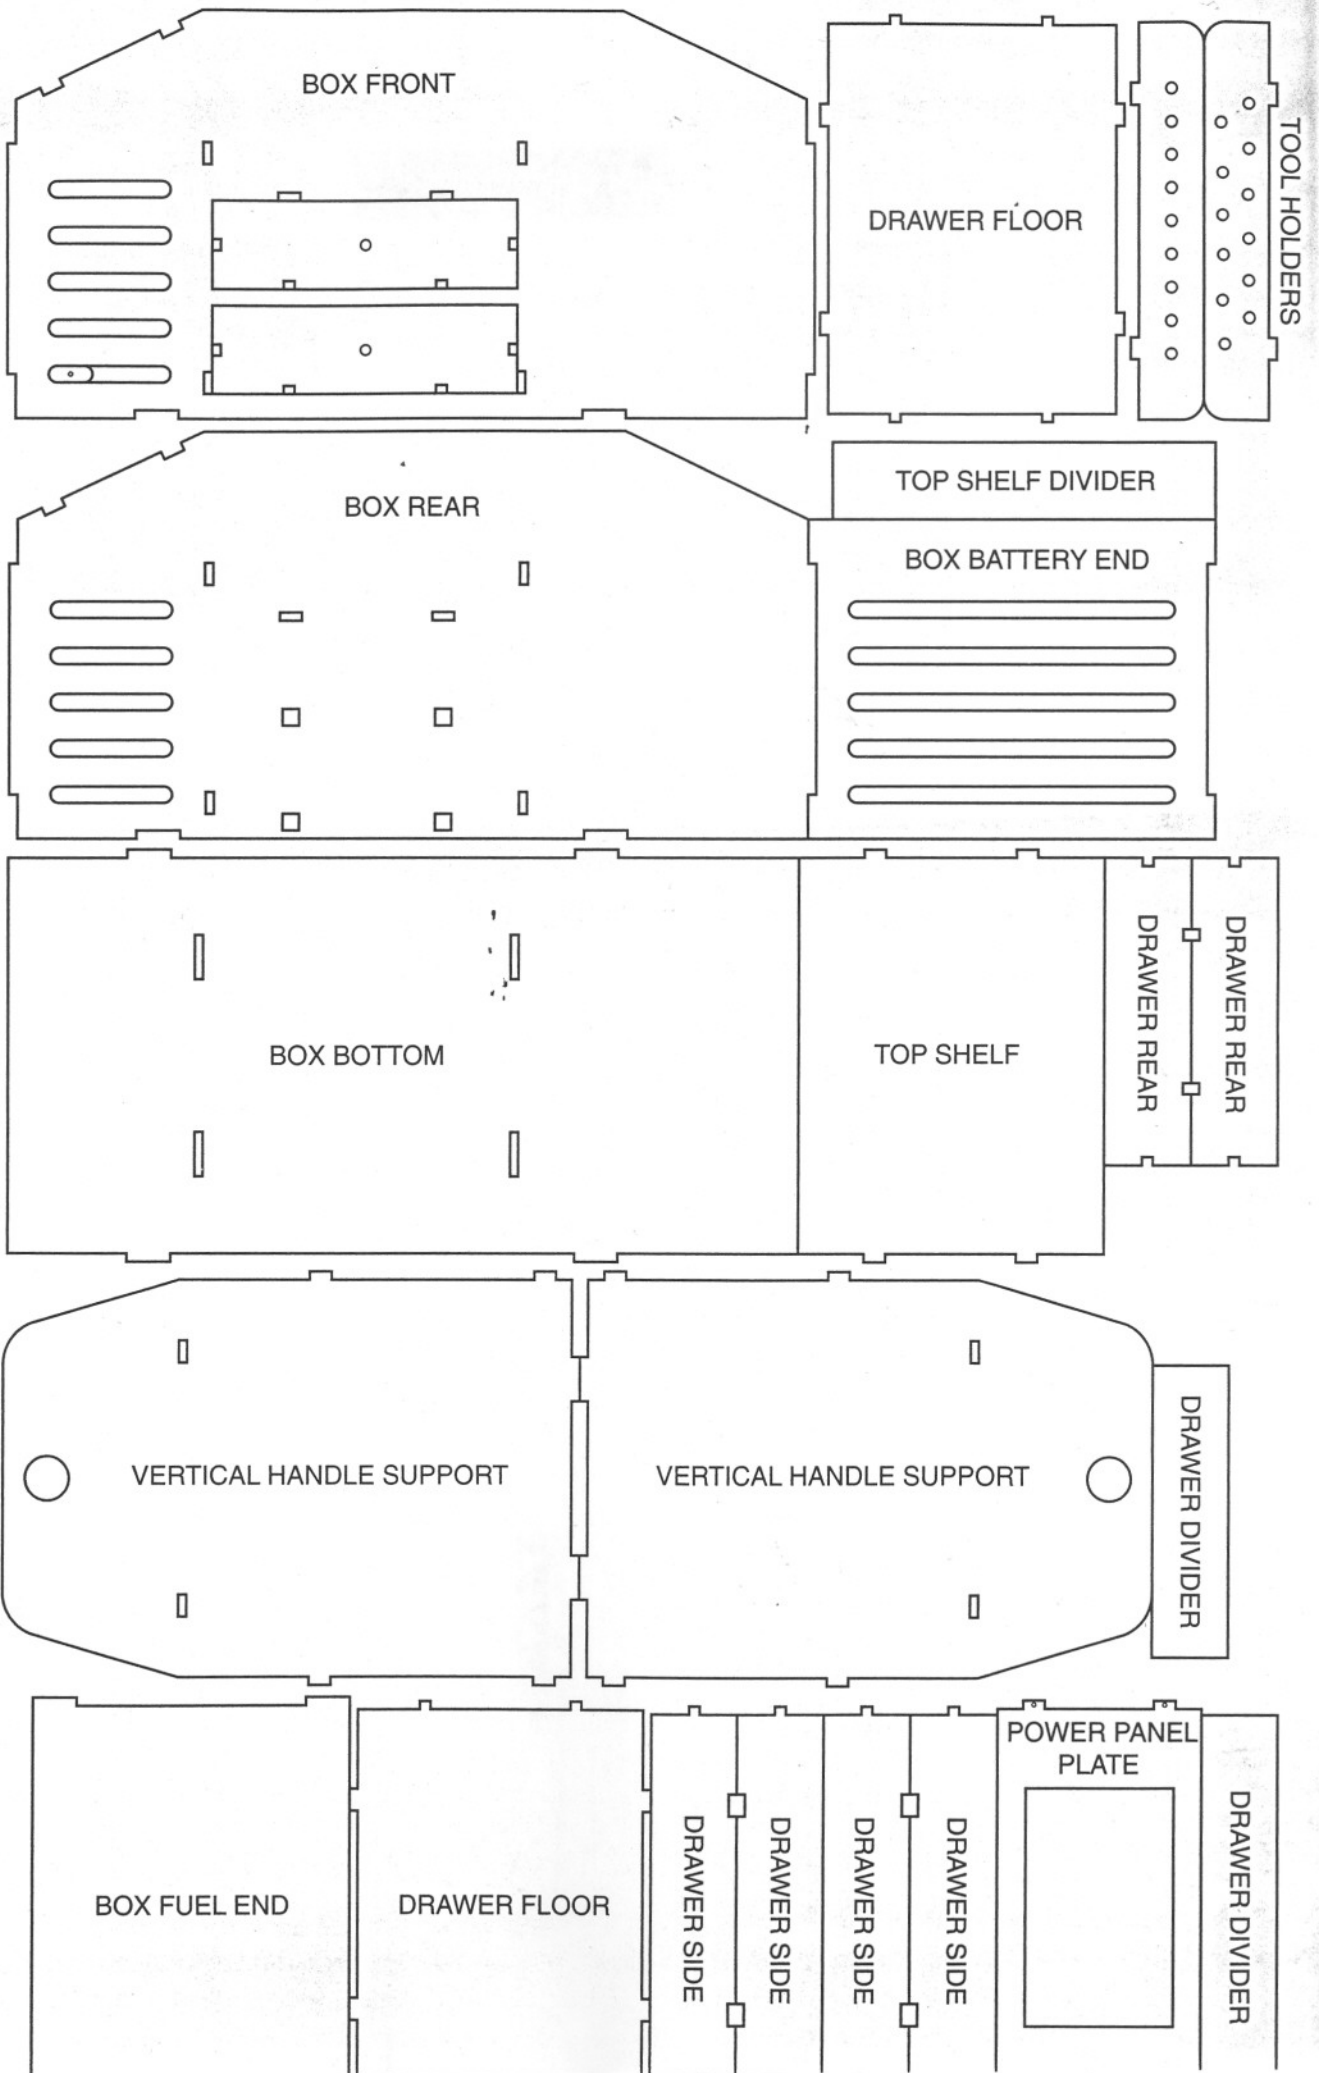 BOX FRONT
DRAWER FLOOR
TOOL HOLDERS
BOX REAR
TOP SHELF DIVIDER
BOX BATTERY END
BOX BOTTOM
TOP SHELF
DRAWER REAR
DRAWER REAR
VERTICAL HANDLE SUPPORT
VERTICAL HANDLE SUPPORT
DRAWER DIVIDER
BOX FUEL END
DRAWER FLOOR
DRAWER SIDE
DRAWER SIDE
DRAWER SIDE
DRAWER SIDE
POWER PANEL
PLATE
DRAWER DIVIDER